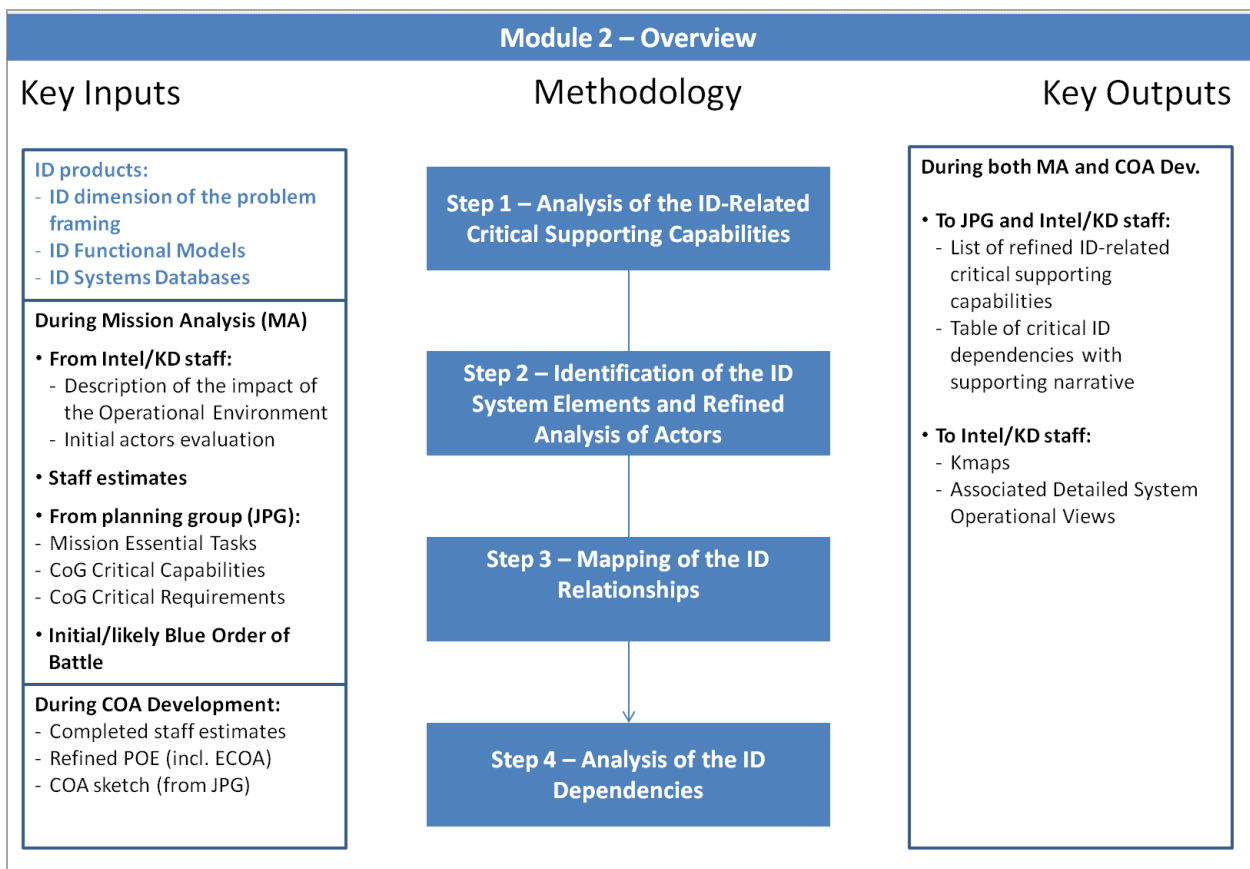 Module 2 – Overview
Key Inputs
Methodology
Key Outputs
ID products:
- ID dimension of the problem
framing
- ID Functional Models
- ID Systems Databases
During Mission Analysis (MA)
• From Intel/KD staff:
- Description of the impact of
the Operational Environment
- Initial actors evaluation
• Staff estimates
• From planning group (JPG):
- Mission Essential Tasks
- CoG Critical Capabilities
- CoG Critical Requirements
• Initial/likely Blue Order of
Battle
During COA Development:
- Completed staff estimates
- Refined POE (incl. ECOA)
- COA sketch (from JPG)
Step 1 – Analysis of the ID-Related
Critical Supporting Capabilities
Step 2 – Identification of the ID
System Elements and Refined
Analysis of Actors
Step 3 – Mapping of the ID
Relationships
Step 4 – Analysis of the ID
Dependencies
During both MA and COA Dev.
• To JPG and Intel/KD staff:
- List of refined ID-related
critical supporting
capabilities
- Table of critical ID
dependencies with
supporting narrative
• To Intel/KD staff:
- Kmaps
- Associated Detailed System
Operational Views